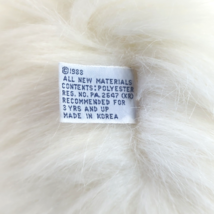 ©1988
ALL NEW MATERIALS
CONTENTS:POLYESTER
RES. NO. PA. 2647 (KR)
RECOMMENDED FOR
3 YRS AND UP
MADE IN KOREA